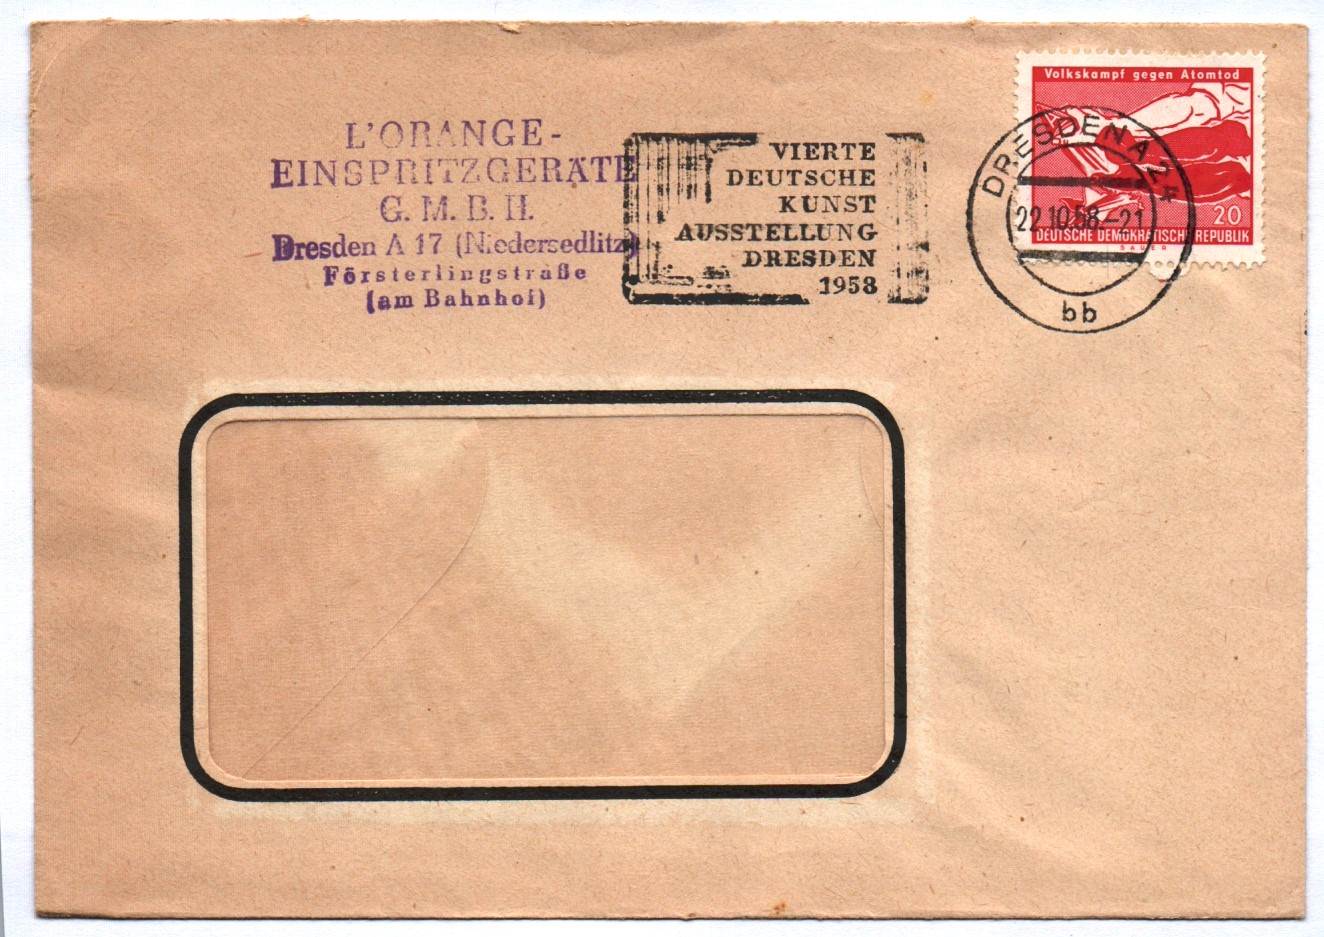 L'ORANGE-
EINSPRITZGERÄTE
G. M. B. H.
Dresden A 17 (Niedersedlitz)
Försterlingstraße
(am Bahnhof)
VIERTE
DEUTSCHE
KUNST
AUSSTELLUNG
DRESDEN
1958
DRESDEN A 24
22.10.58-21
bb
Volkskampf gegen Atomtod
20
DEUTSCHE DEMOKRATISCHE REPUBLIK
SAUER